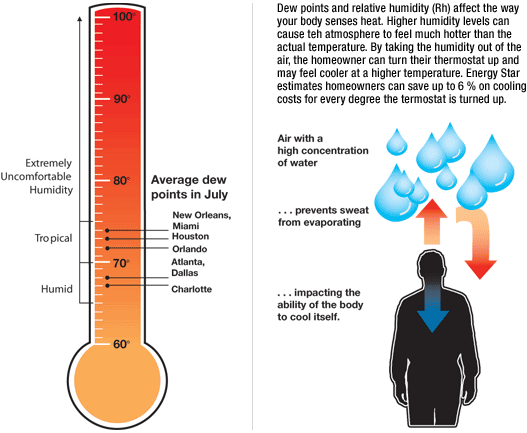 100°
90°
80°
70°
60°
Extremely
Uncomfortable
Humidity
Tropical
Humid
Average dew
points in July
New Orleans,
Miami
Houston
Orlando
Atlanta,
Dallas
Charlotte
Dew points and relative humidity (Rh) affect the way
your body senses heat. Higher humidity levels can
cause teh atmosphere to feel much hotter than the
actual temperature. By taking the humidity out of the
air, the homeowner can turn their thermostat up and
may feel cooler at a higher temperature. Energy Star
estimates homeowners can save up to 6 % on cooling
costs for every degree the termostat is turned up.
Air with a
high concentration
of water
. . . prevents sweat
from evaporating
. . . impacting the
ability of the body
to cool itself.